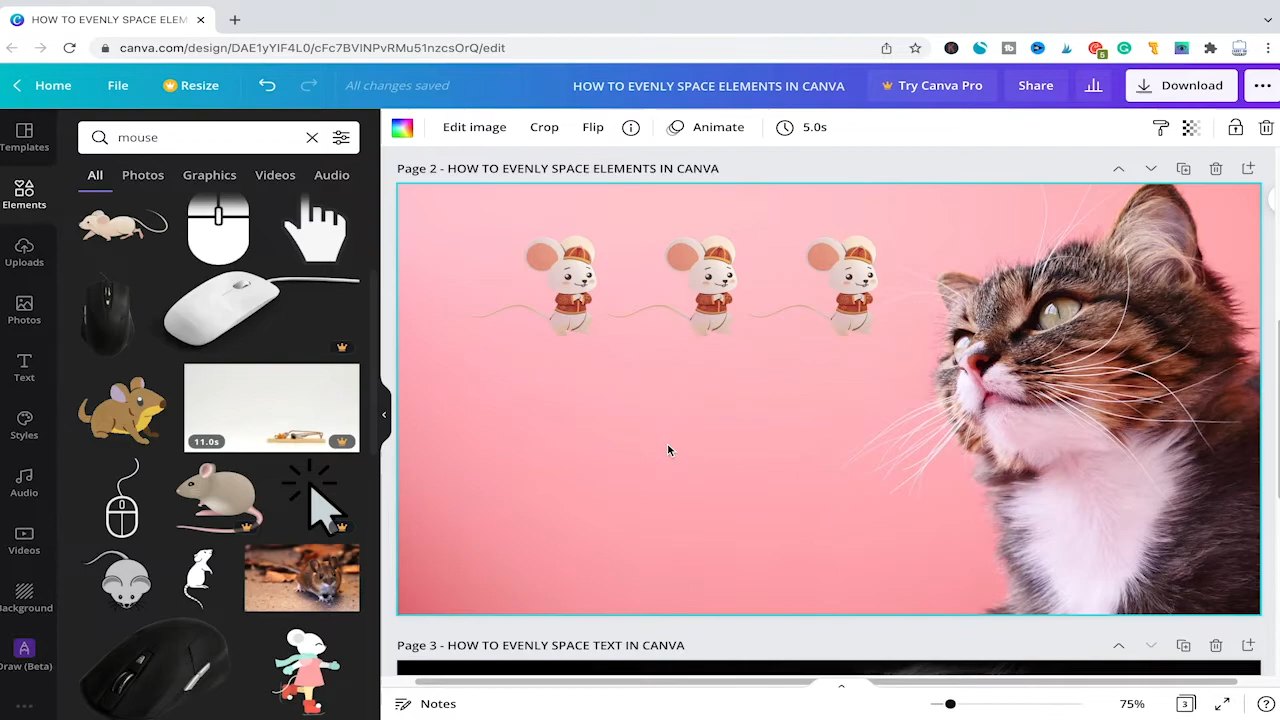 HOW TO EVENLY SPACE ELEM
canva.com/design/DAE1yYIF4L0/cFc7BVlNPvRMu51nzcsOrQ/edit
5
Home
File
Resize
All changes saved
HOW TO EVENLY SPACE ELEMENTS IN CANVA
Try Canva Pro
Share
Download
Templates
Elements
Uploads
Photos
Text
Styles
Audio
Videos
Background
Draw (Beta)
mouse
All
Photos
Graphics
Videos
Audio
11.0s
Edit image
Crop
Flip
Animate
5.0s
Page 2 - HOW TO EVENLY SPACE ELEMENTS IN CANVA
Page 3 - HOW TO EVENLY SPACE TEXT IN CANVA
Notes
75%
3